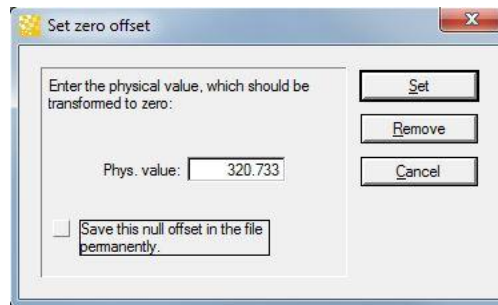 Set zero offset
Enter the physical value, which should be
transformed to zero:
Phys. value: 320.733
Save this null offset in the file
permanently.
Set
Remove
Cancel